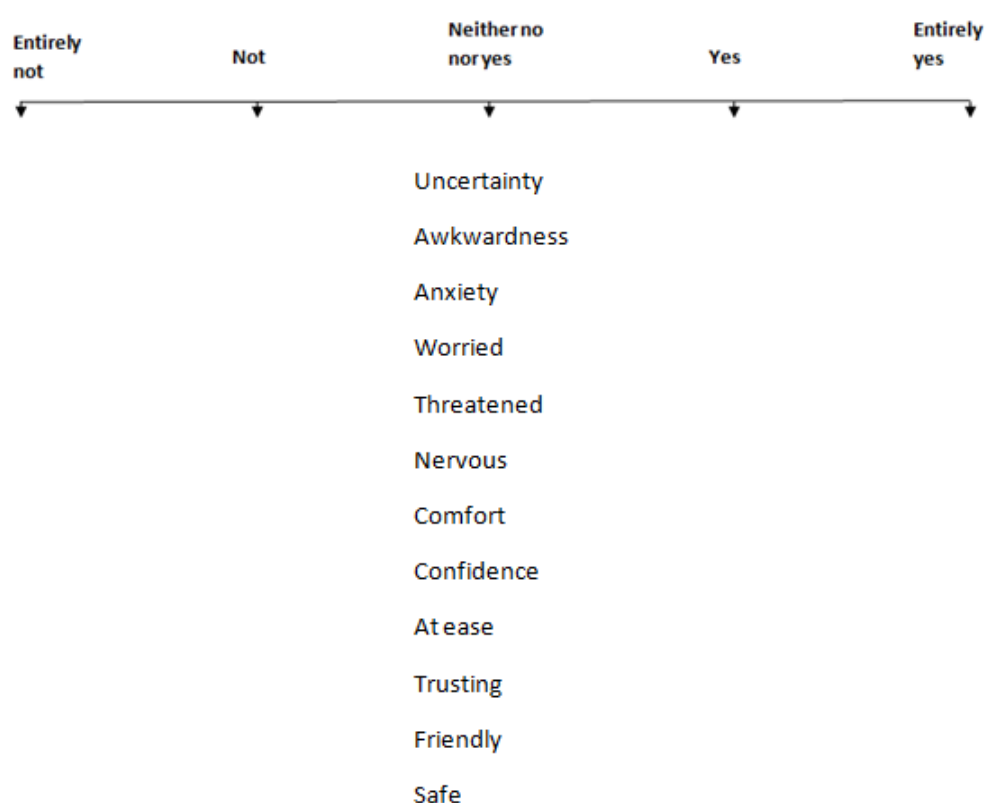 Entirely not
Not
Neither no nor yes
Yes
Entirely yes
Uncertainty
Awkwardness
Anxiety
Worried
Threatened
Nervous
Comfort
Confidence
At ease
Trusting
Friendly
Safe